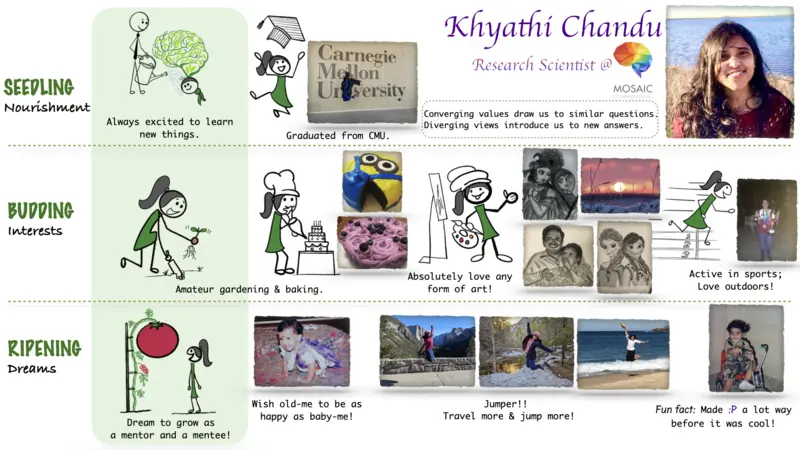 Khyathi Chandu
Research Scientist @
MOSAIC
SEEDLING
Nourishment
Always excited to learn
new things.
Carnegie
Mellon
University
Graduated from CMU.
Converging values draw us to similar questions.
Diverging views introduce us to new answers.
BUDDING
Interests
Amateur gardening & baking.
Absolutely love any
form of art!
Active in sports;
Love outdoors!
RIPENING
Dreams
Dream to grow as
a mentor and a mentee!
Wish old-me to be as
happy as baby-me!
Jumper!!
Travel more & jump more!
Fun fact: Made :P a lot way
before it was cool!